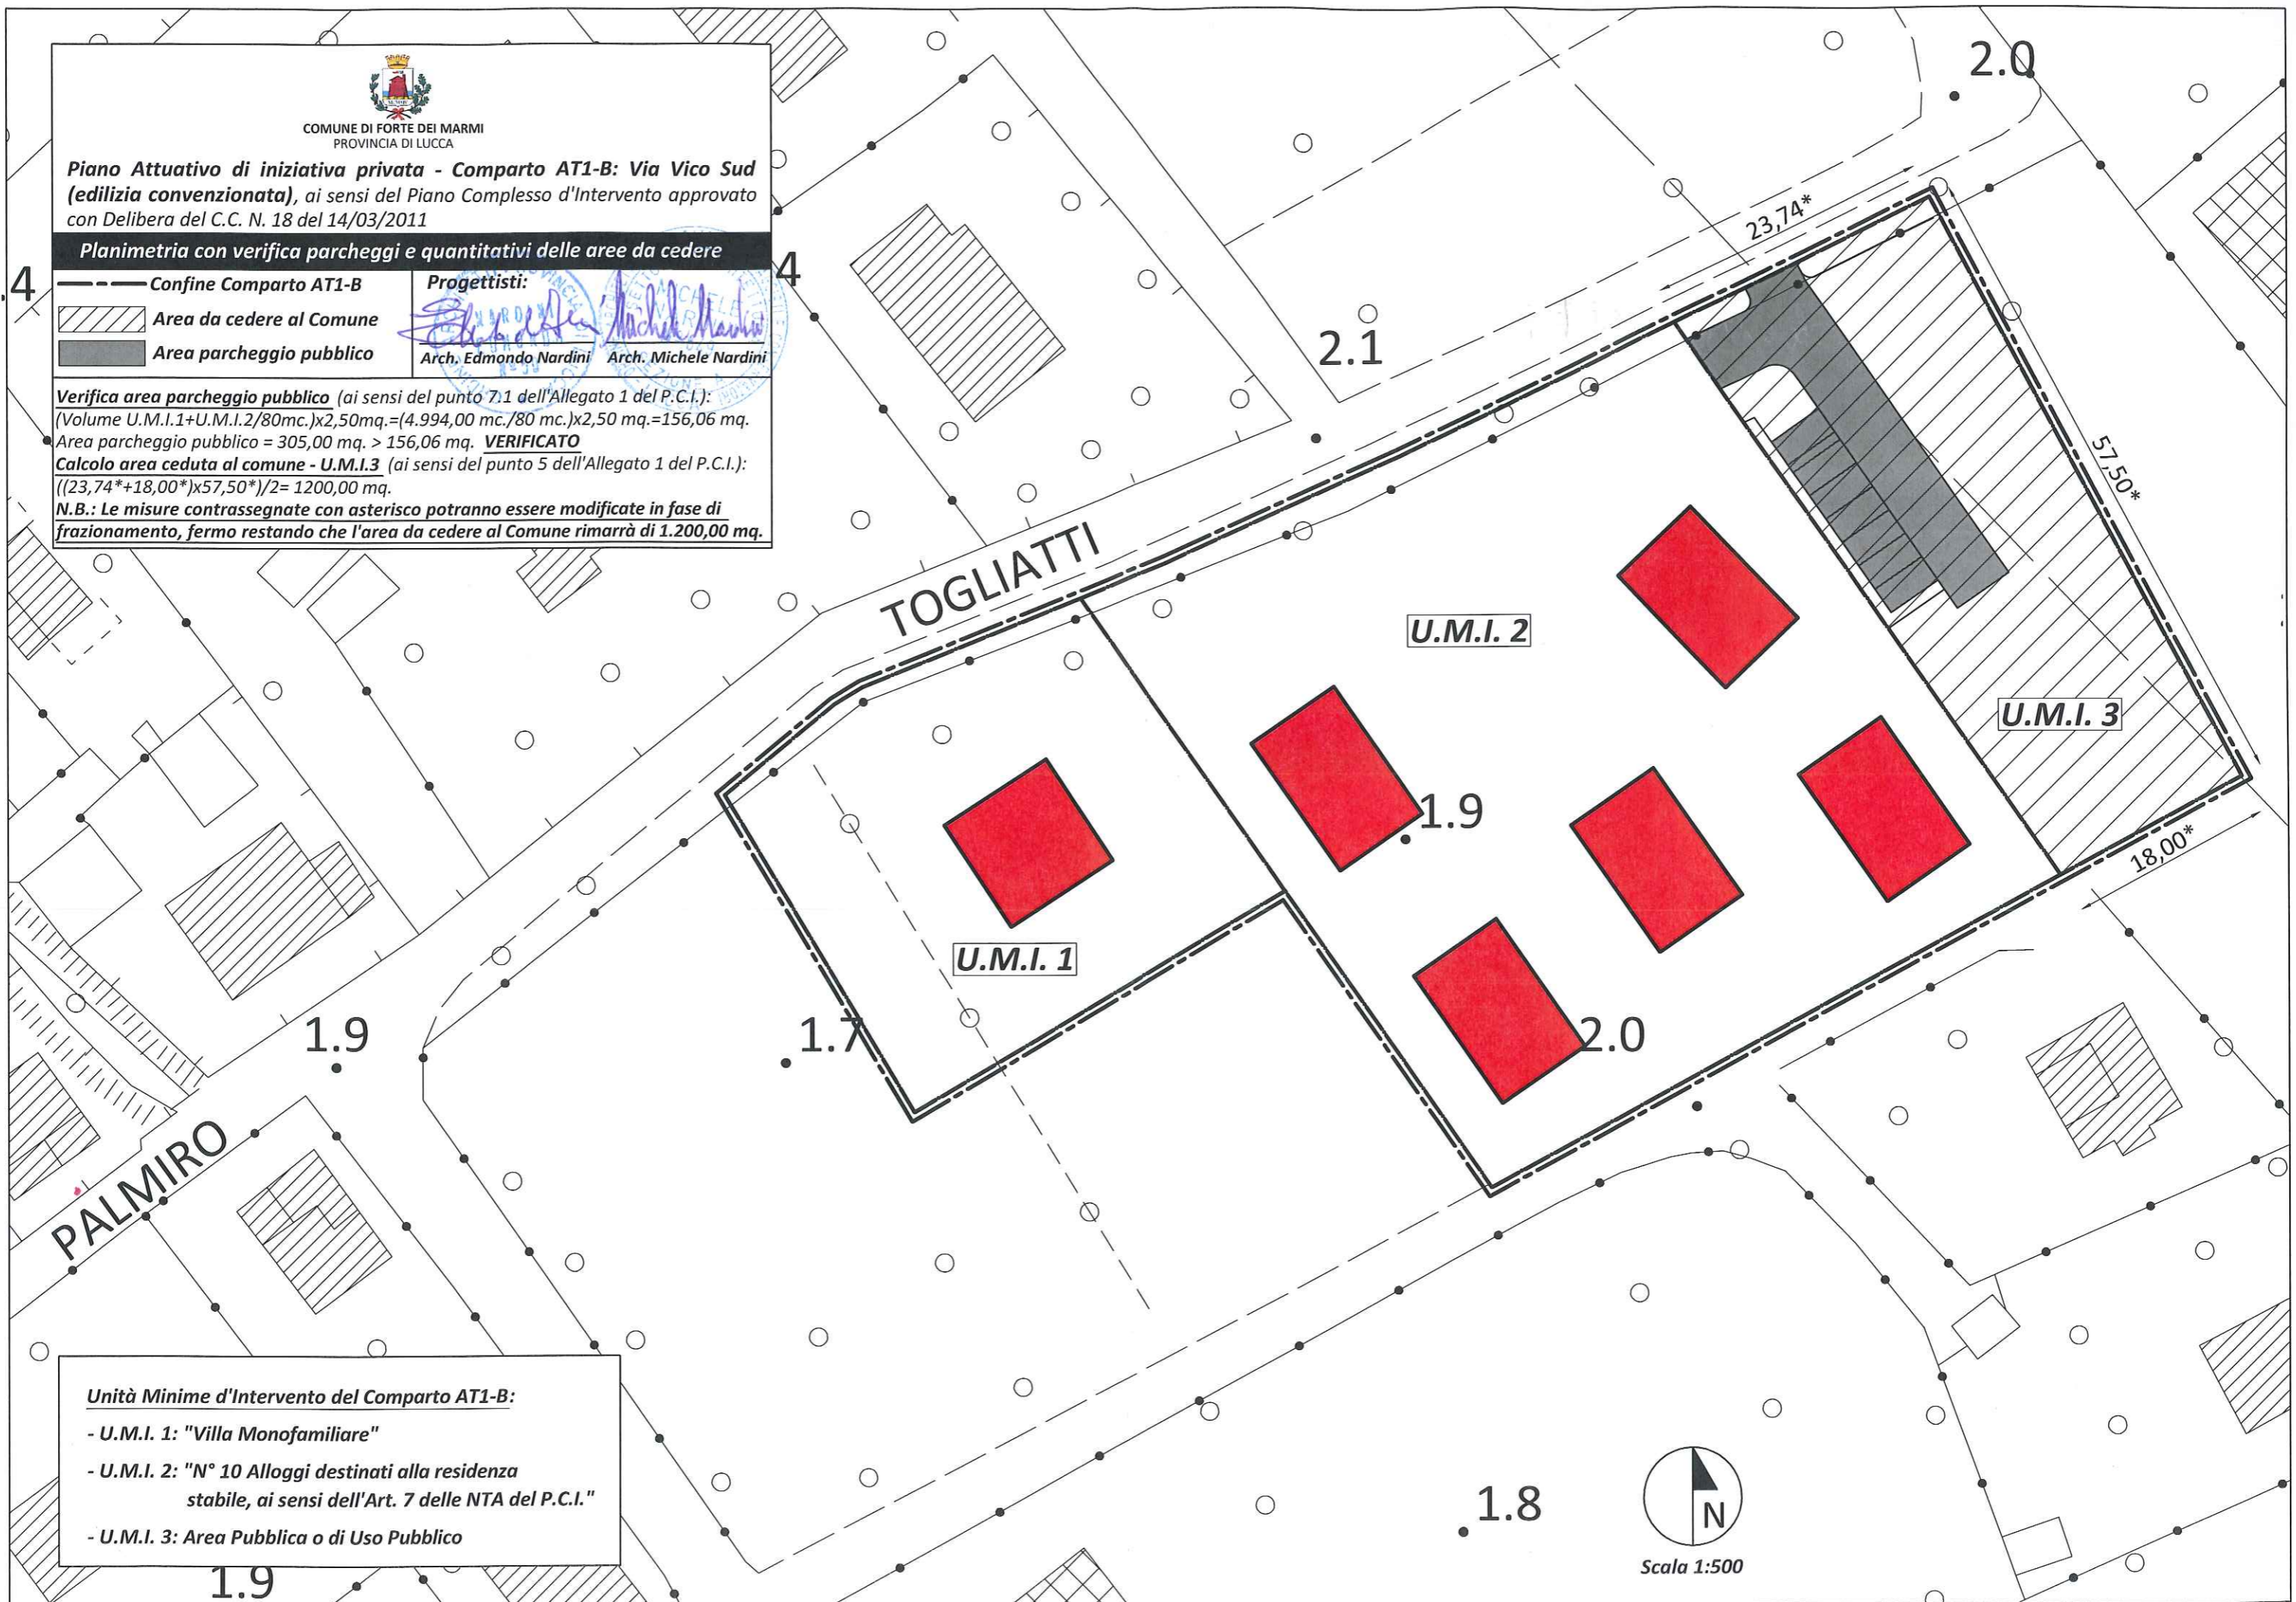 COMUNE DI FORTE DEI MARMI
PROVINCIA DI LUCCA
Piano Attuativo di iniziativa privata - Comparto AT1-B: Via Vico Sud
(edilizia convenzionata), ai sensi del Piano Complesso d'Intervento approvato
con Delibera del C.C. N. 18 del 14/03/2011
Planimetria con verifica parcheggi e quantitativi delle aree da cedere
Confine Comparto AT1-B
Area da cedere al Comune
Area parcheggio pubblico
Progettisti:
Arch. Edmondo Nardini Arch. Michele Nardini
Verifica area parcheggio pubblico (ai sensi del punto 7.1 dell'Allegato 1 del P.C.I.):
(Volume U.M.I.1+U.M.I.2/80mc.)x2,50mq.=(4.994,00 mc./80 mc.)x2,50 mq.=156,06 mq.
Area parcheggio pubblico = 305,00 mq. > 156,06 mq. VERIFICATO
Calcolo area ceduta al comune - U.M.I.3 (ai sensi del punto 5 dell'Allegato 1 del P.C.I.):
((23,74*+18,00*)x57,50*)/2= 1200,00 mq.
N.B.: Le misure contrassegnate con asterisco potranno essere modificate in fase di
frazionamento, fermo restando che l'area da cedere al Comune rimarrà di 1.200,00 mq.
.4
4
2.0
23,74*
2.1
57,50*
TOGLIATTI
U.M.I. 2
U.M.I. 3
1.9
18,00*
U.M.I. 1
1.9
1.7
2.0
PALMIRO
Unità Minime d'Intervento del Comparto AT1-B:
- U.M.I. 1: "Villa Monofamiliare"
- U.M.I. 2: "N° 10 Alloggi destinati alla residenza
stabile, ai sensi dell'Art. 7 delle NTA del P.C.I."
- U.M.I. 3: Area Pubblica o di Uso Pubblico
1.9
1.8
N
Scala 1:500